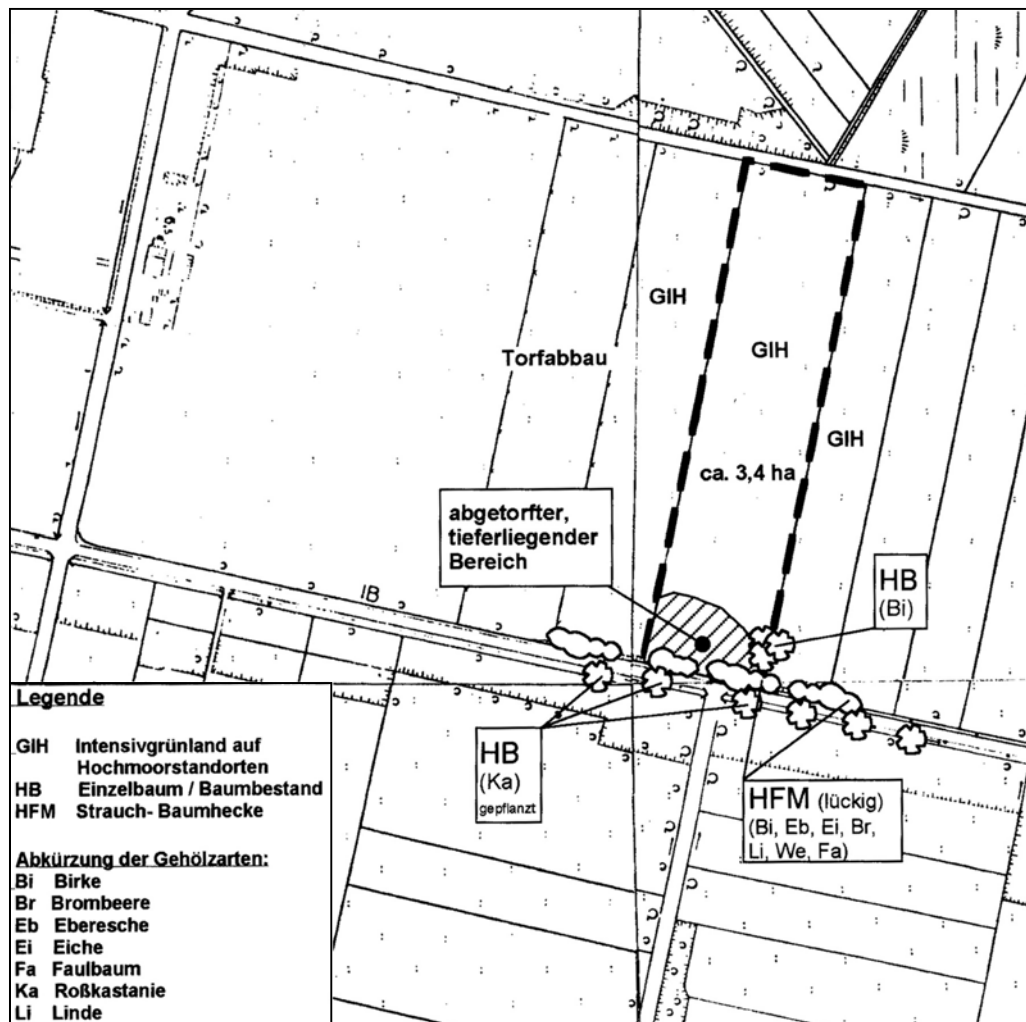 GIH
Torfabbau
GIH
GIH
ca. 3,4 ha
abgetorfter,
tieferliegender
Bereich
HB
(Bi)
IB
HB
(Ka)
gepflanzt
HFM (lückig)
(Bi, Eb, Ei, Br,
Li, We, Fa)
Legende
GIH Intensivgrünland auf
Hochmoorstandorten
HB Einzelbaum / Baumbestand
HFM Strauch- Baumhecke
Abkürzung der Gehölzarten:
Bi Birke
Br Brombeere
Eb Eberesche
Ei Eiche
Fa Faulbaum
Ka Roßkastanie
Li Linde